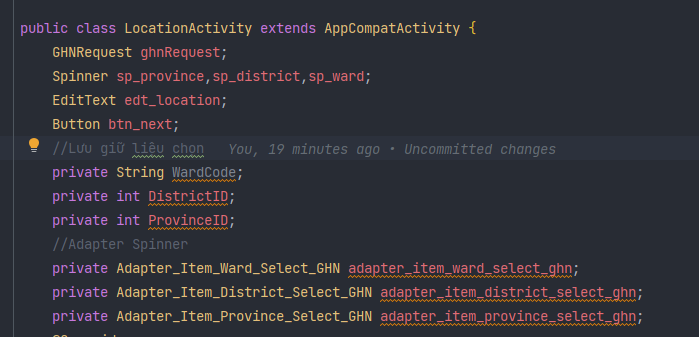 public class LocationActivity extends AppCompatActivity {
GHNRequest ghnRequest;
Spinner sp_province,sp_district,sp_ward;
EditText edt_location;
Button btn_next;
//Lưu giữ liệu chọn You, 19 minutes ago • Uncommitted changes
private String WardCode;
private int DistrictID;
private int ProvinceID;
//Adapter Spinner
private Adapter_Item_Ward_Select_GHN adapter_item_ward_select_ghn;
private Adapter_Item_District_Select_GHN adapter_item_district_select_ghn;
private Adapter_Item_Province_Select_GHN adapter_item_province_select_ghn;